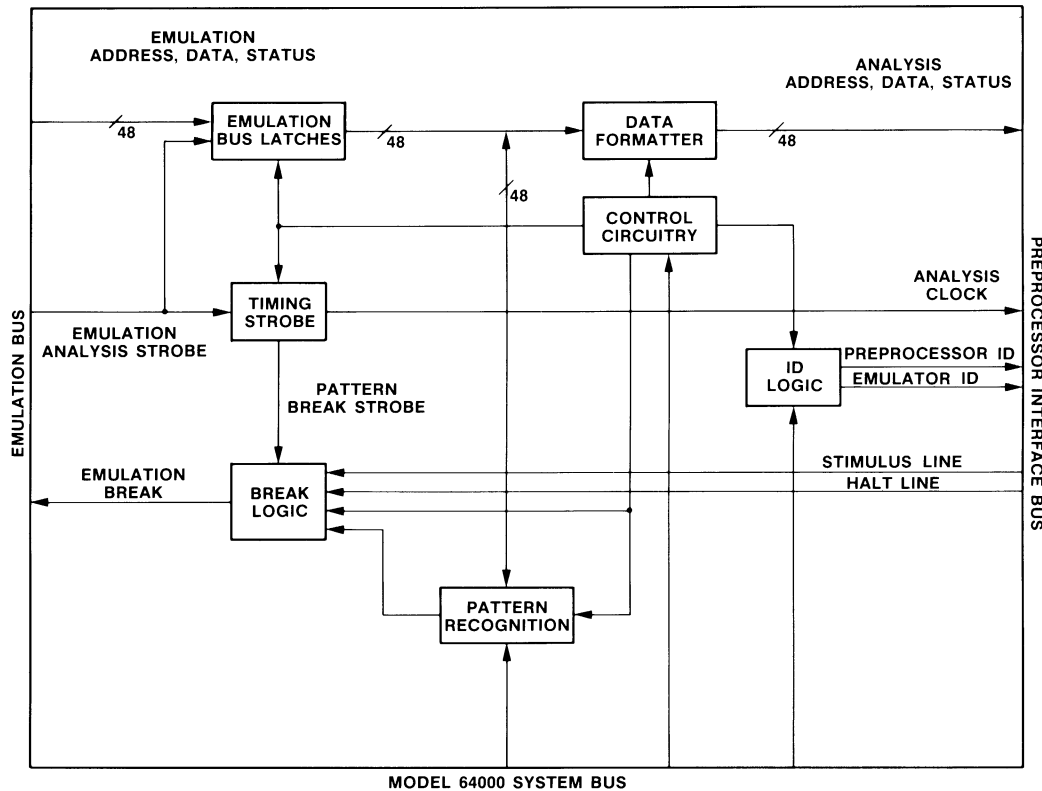 EMULATION
ADDRESS, DATA, STATUS
ANALYSIS
ADDRESS, DATA, STATUS
48
EMULATION
BUS LATCHES
48
DATA
FORMATTER
48
48
CONTROL
CIRCUITRY
ANALYSIS
CLOCK
TIMING
STROBE
EMULATION
ANALYSIS STROBE
PREPROCESSOR ID
EMULATOR ID
ID
LOGIC
PATTERN
BREAK STROBE
EMULATION BUS
PREPROCESSOR INTERFACE BUS
STIMULUS LINE
HALT LINE
EMULATION
BREAK
BREAK
LOGIC
PATTERN
RECOGNITION
MODEL 64000 SYSTEM BUS